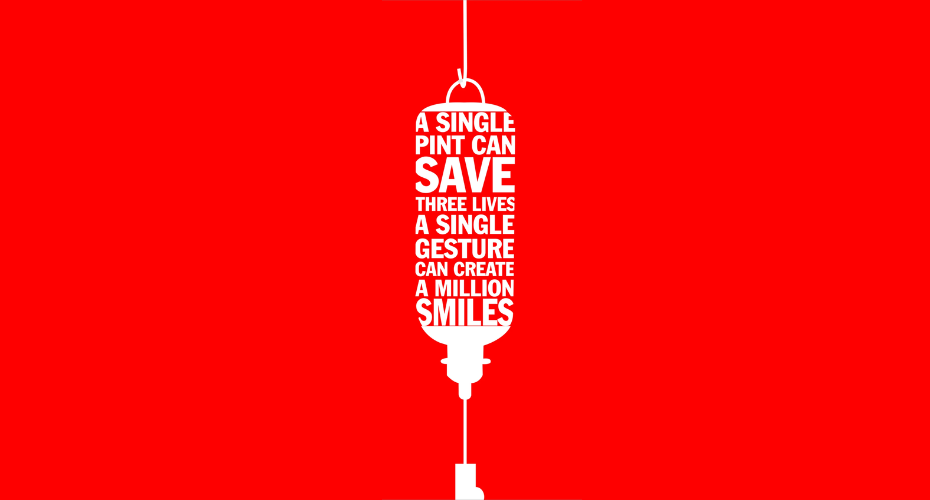 A SINGLE
PINT CAN
SAVE
THREE LIVES
A SINGLE
GESTURE
CAN CREATE
A MILLION
SMILES